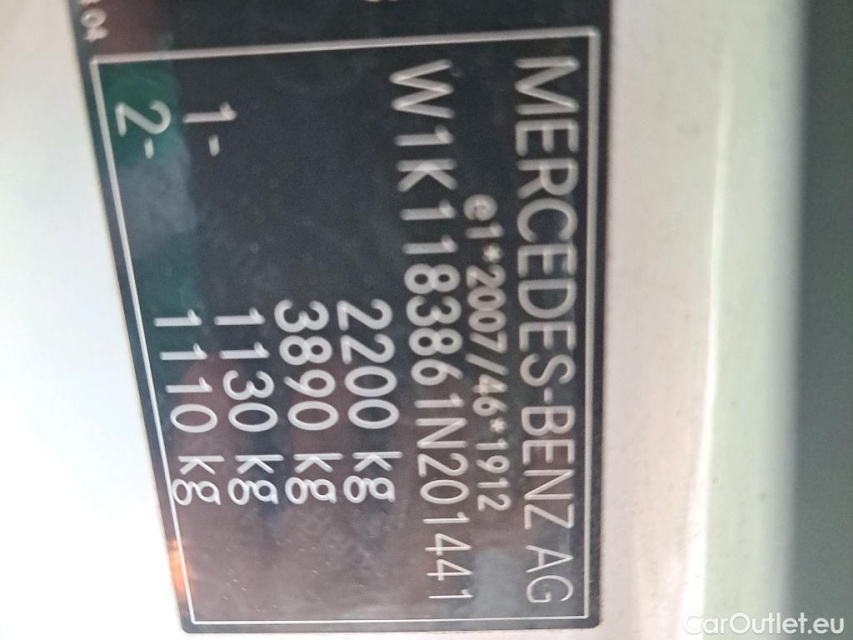 MERCEDES-BENZ AG
e1*2007/46*1912
W1K1183861N201441
2200 kg
3890 kg
1- 1130 kg
2- 1110 kg
CarOutlet.eu